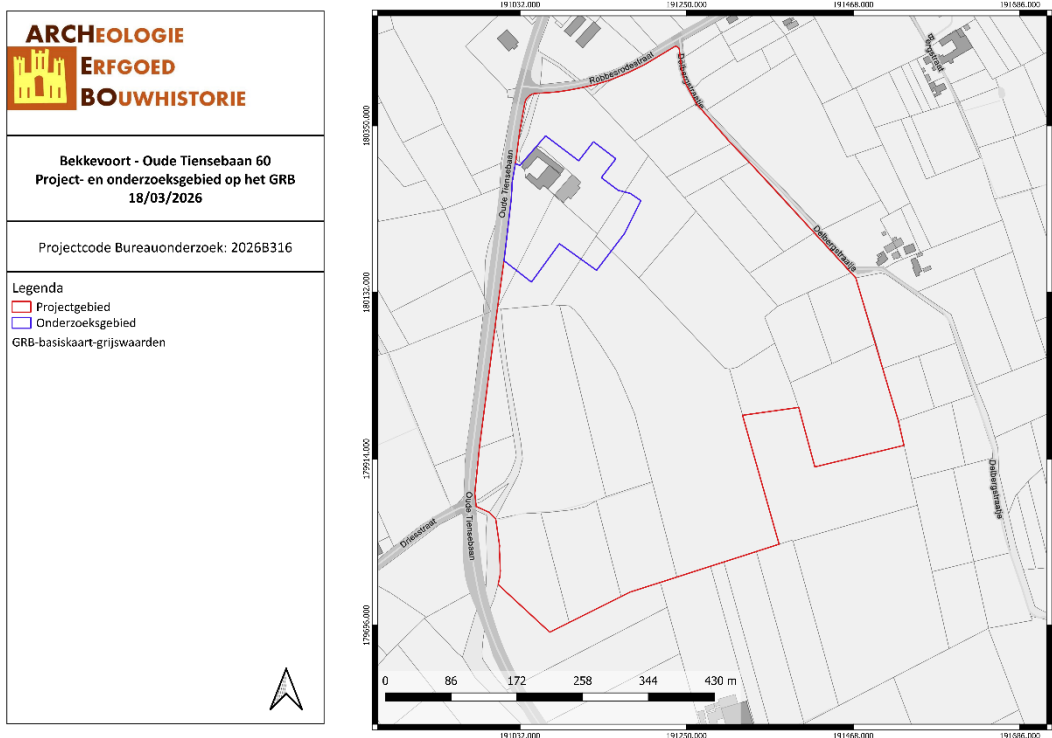 ARCHEOLOGIE
ERFGOED
BOUWHISTORIE
Bekkevoort - Oude Tiensebaan 60
Project- en onderzoeksgebied op het GRB
18/03/2026
Projectcode Bureauonderzoek: 2026B316
Legenda
Projectgebied
Onderzoeksgebied
GRB-basiskaart-grijswaarden
191032.000
191250.000
191468.000
191686.000
180350.000
180132.000
179914.000
179696.000
Robbesrodestraat
Delbergstraatje
Bergstraat
Oude Tiensebaan
Delbergstraatje
Delbergstraatje
Oude Tiensebaan
Driesstraat
0 86 172 258 344 430 m
191032.000
191250.000
191468.000
191686.000